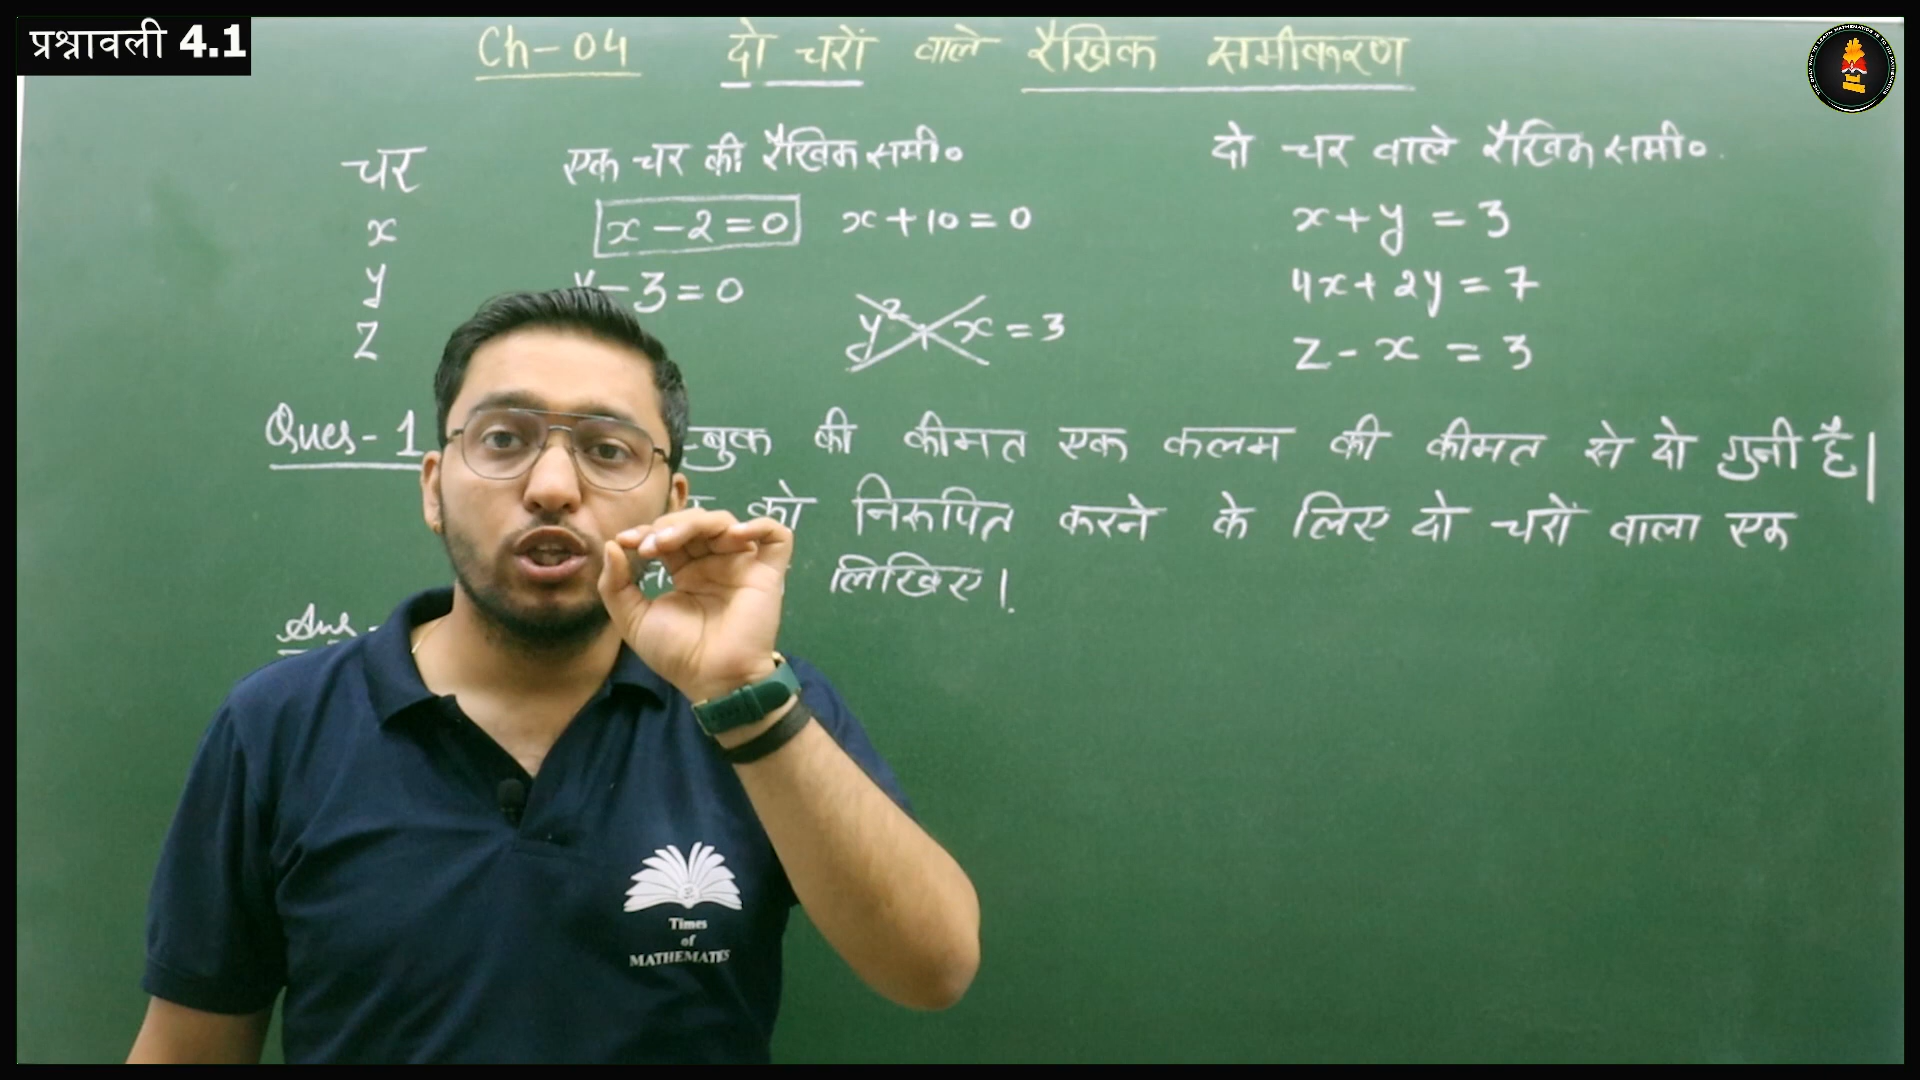 प्रश्नावली 4.1
Ch-04 दो चरों वाले रैखिक समीकरण
चर एक चर की रैखिक समी० दो चर वाले रैखिक समी०
x x-2=0 x+10=0 x+y=3
y -3=0 4x+2y=7
z y² x=3 z-x=3
Ques-1 -बुक की कीमत एक कलम की कीमत से दो गुनी है|
को निरूपित करने के लिए दो चरों वाला एक
लिखिए।
Ans
Times
of
MATHEMATICS